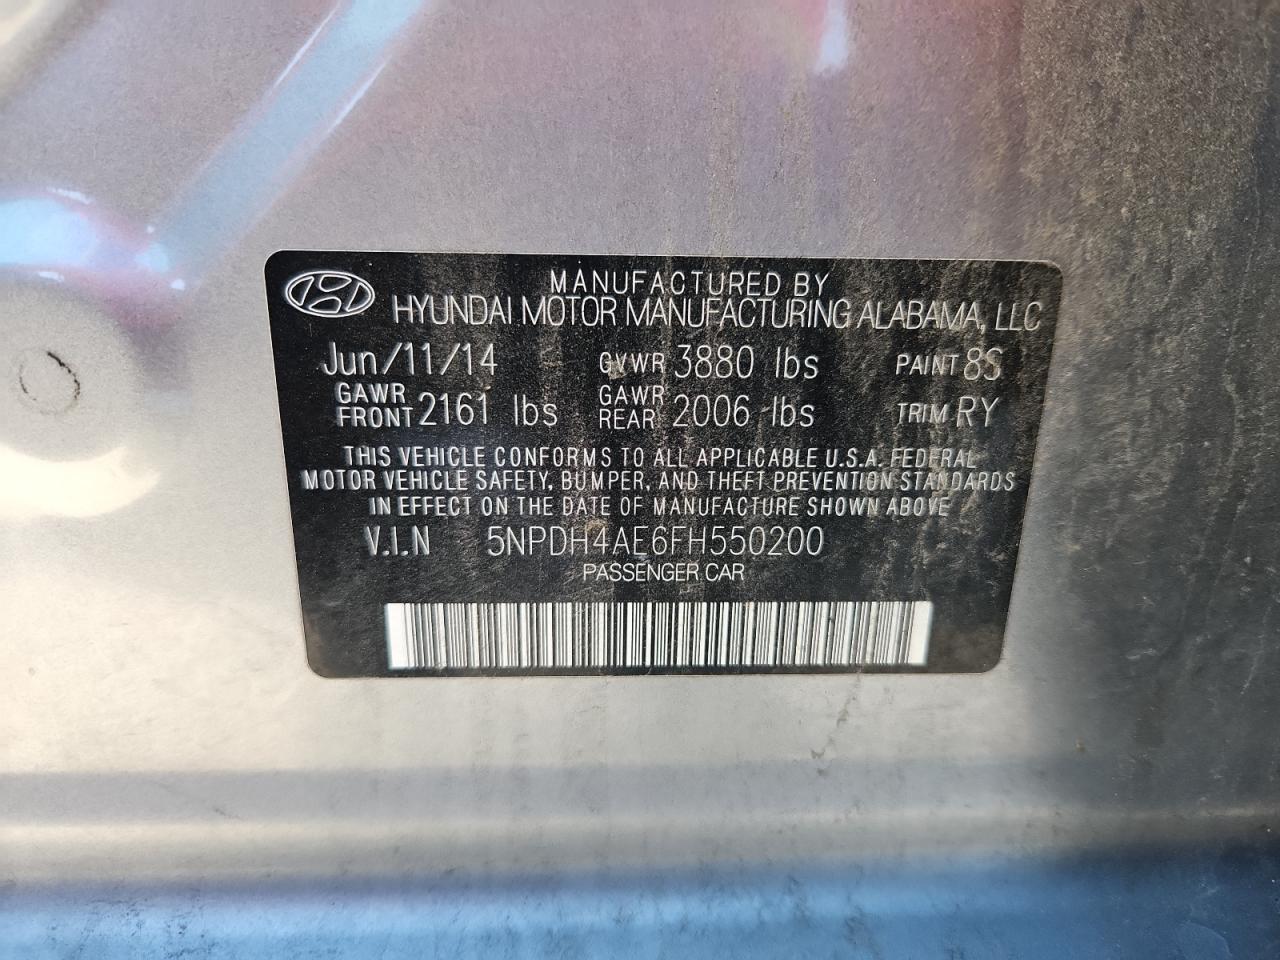 MANUFACTURED BY
HYUNDAI MOTOR MANUFACTURING ALABAMA, LLC
Jun/11/14 GVWR 3880 lbs PAINT 8S
GAWR FRONT 2161 lbs GAWR REAR 2006 lbs TRIM RY
THIS VEHICLE CONFORMS TO ALL APPLICABLE U.S.A. FEDERAL
MOTOR VEHICLE SAFETY, BUMPER, AND THEFT PREVENTION STANDARDS
IN EFFECT ON THE DATE OF MANUFACTURE SHOWN ABOVE
V.I.N 5NPDH4AE6FH550200
PASSENGER CAR